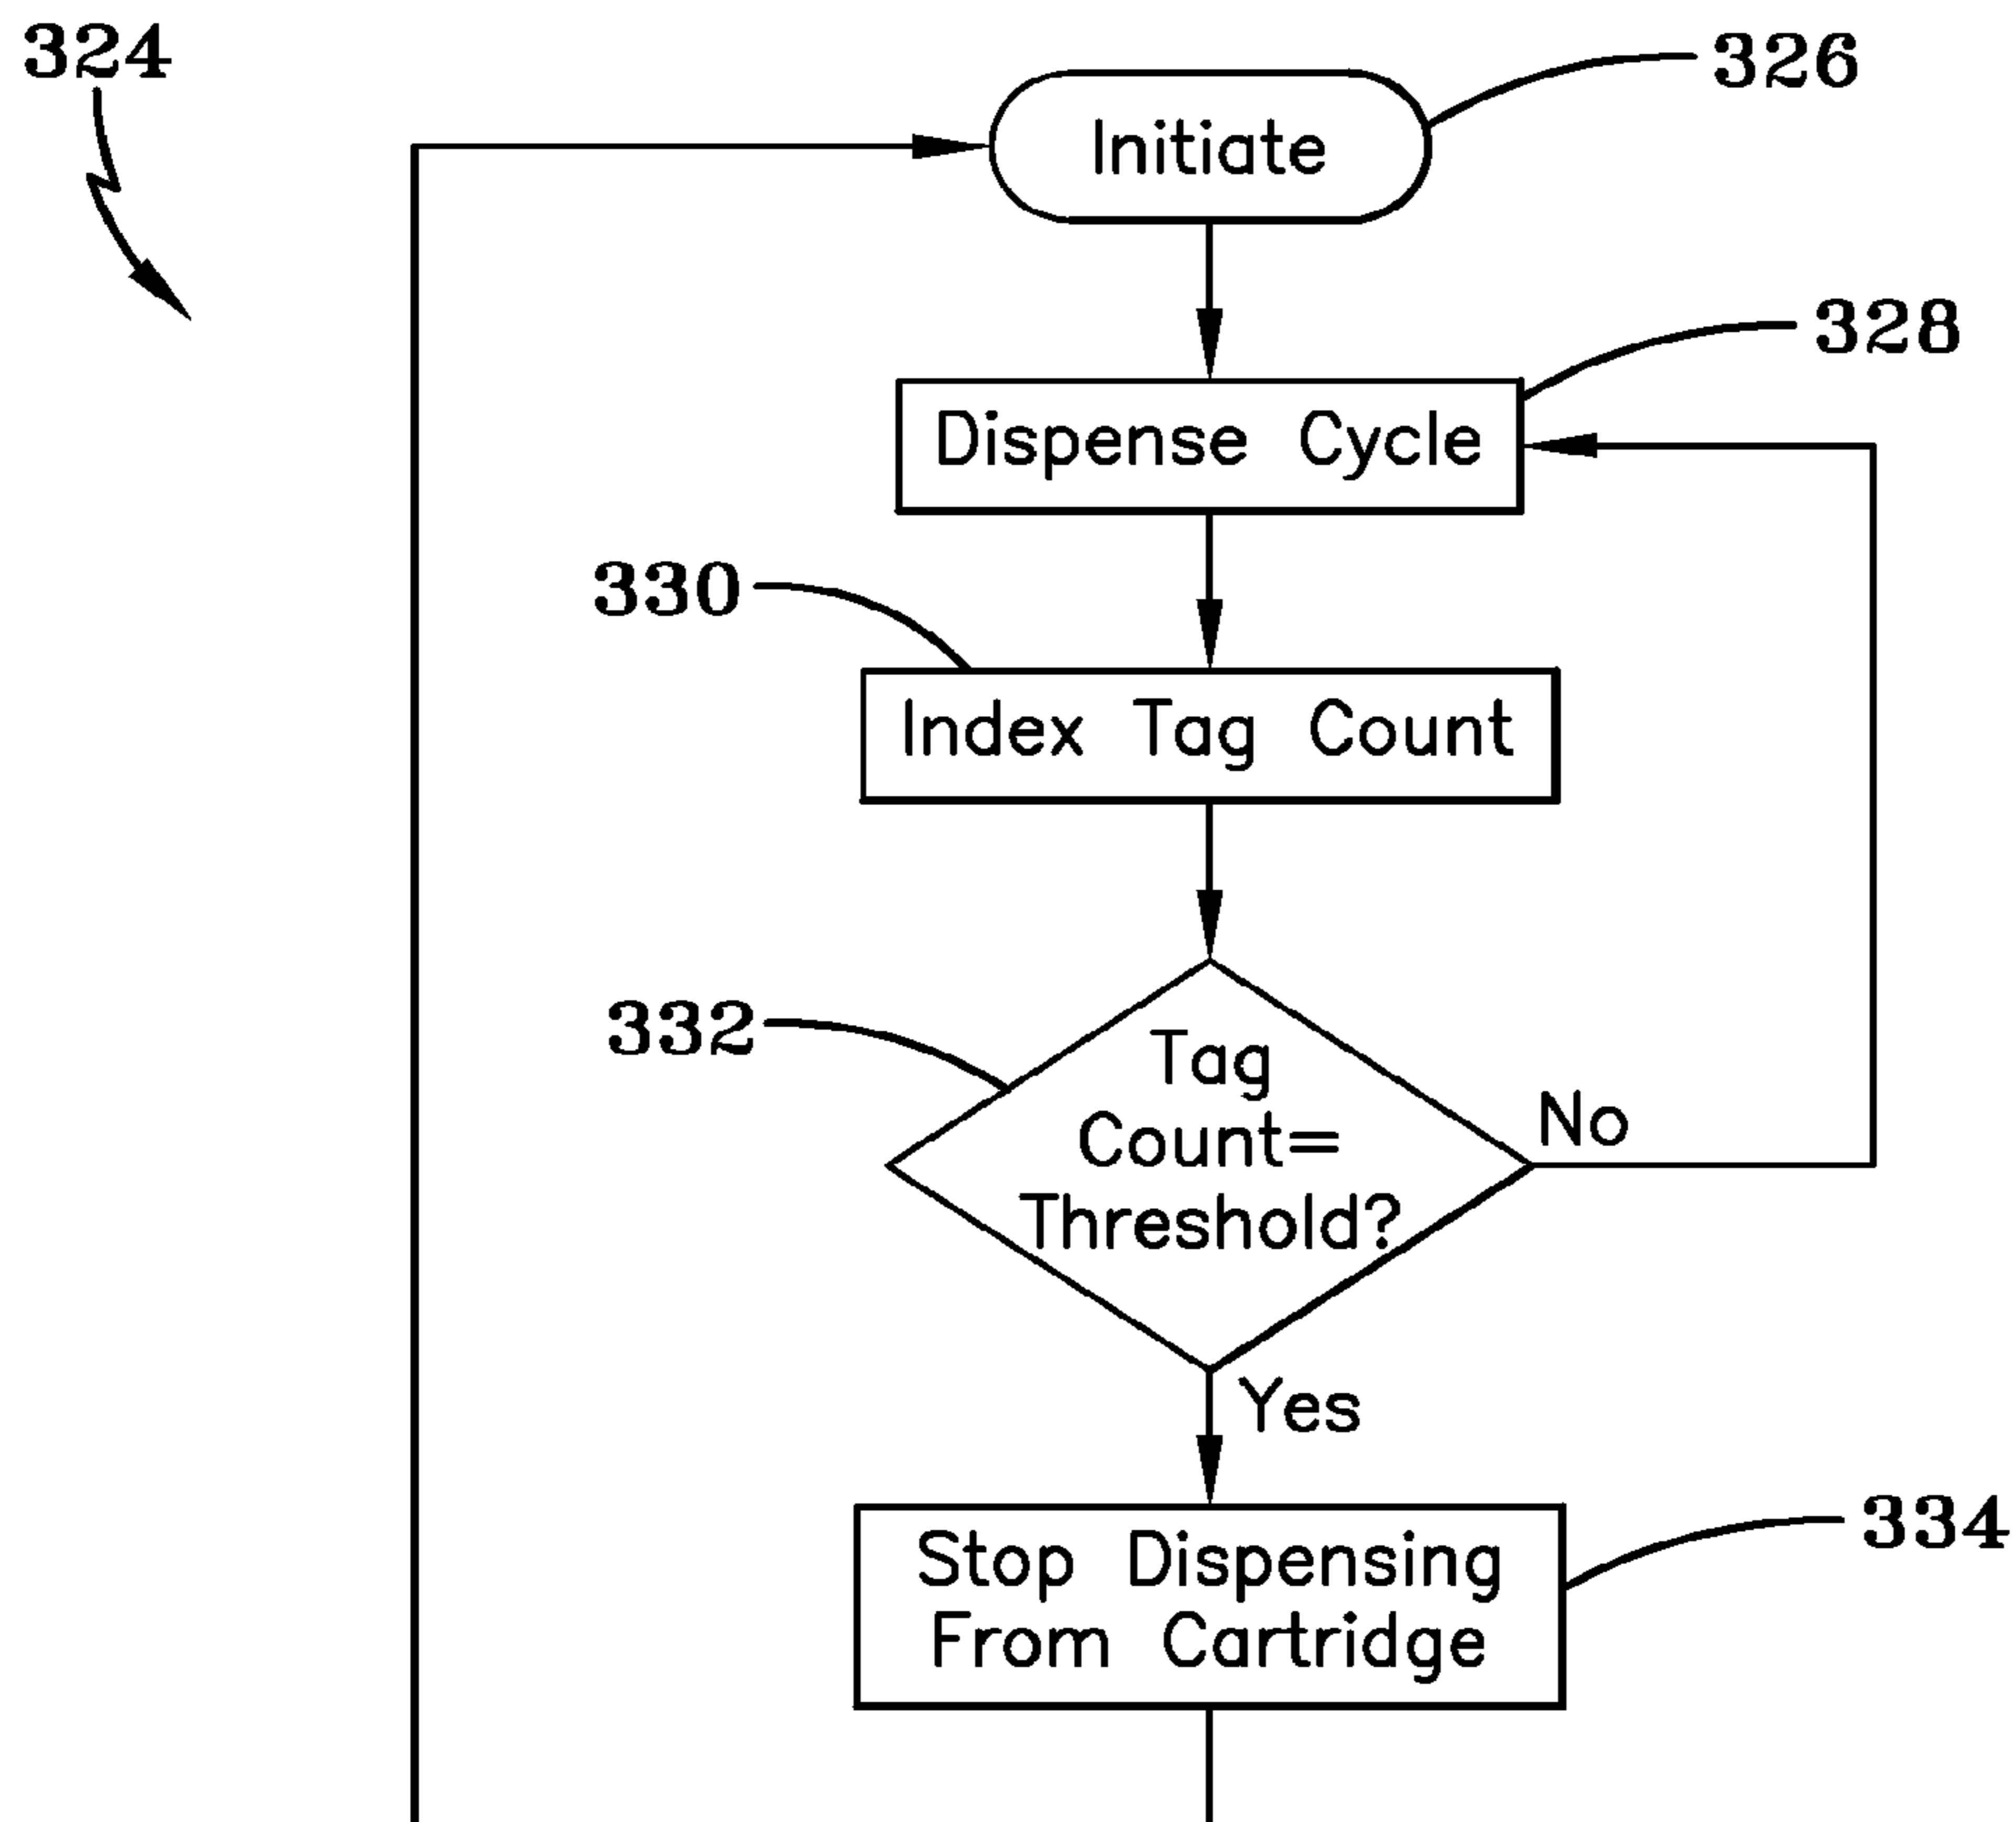 324
326
Initiate
328
Dispense Cycle
330
Index Tag Count
332
Tag
Count=
Threshold?
No
Yes
334
Stop Dispensing
From Cartridge